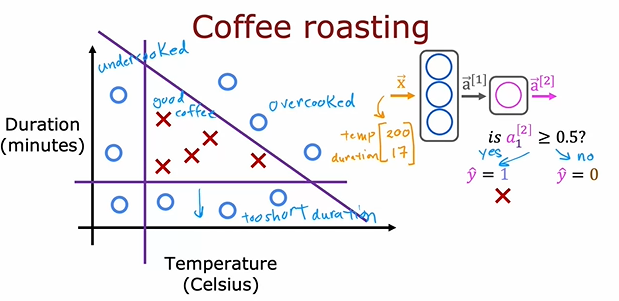 Coffee roasting
undercooked
good
coffee
overcooked
too short duration
Duration
(minutes)
Temperature
(Celsius)
x⃗
a⃗[1]
a⃗[2]
temp 200
duration 17
is a₁[2] ≥ 0.5?
yes
no
ŷ = 1
ŷ = 0